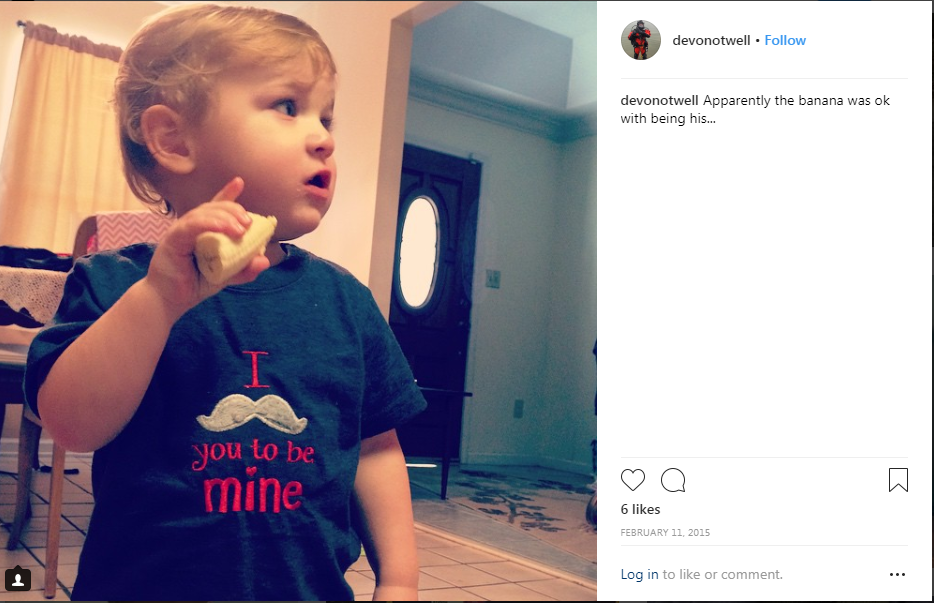 devonotwell • Follow
devonotwell Apparently the banana was ok
with being his...
I
you to be
mine
6 likes
FEBRUARY 11, 2015
Log in to like or comment.